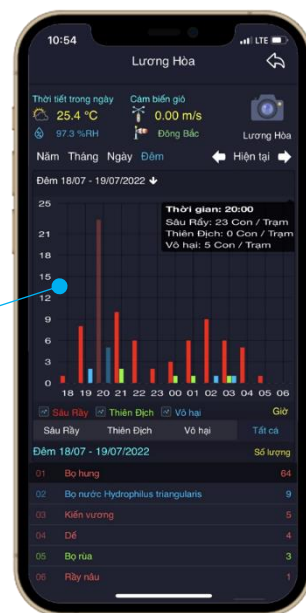 10:54 LTE
Lương Hòa
Thời tiết trong ngày Cảm biến gió
25.4 °C 0.00 m/s
97.3 %RH Đông Bắc Lương Hòa
Năm Tháng Ngày Đêm Hiện tại
Đêm 18/07 - 19/07/2022
25
21
18
15
12
9
6
3
0
Thời gian: 20:00
Sâu Rầy: 23 Con / Trạm
Thiên Địch: 0 Con / Trạm
Vô hại: 5 Con / Trạm
18 19 20 21 22 23 00 01 02 03 04 05 06
Sâu Rầy Thiên Địch Vô hại Giờ
Sâu Rầy Thiên Địch Vô hại Tất cả
Đêm 18/07 - 19/07/2022 Số lượng
01 Bọ hung 64
02 Bọ nước Hydrophilus triangularis 9
03 Kiến vương 5
04 Dế 4
05 Bọ rùa 3
06 Rầy nâu 1